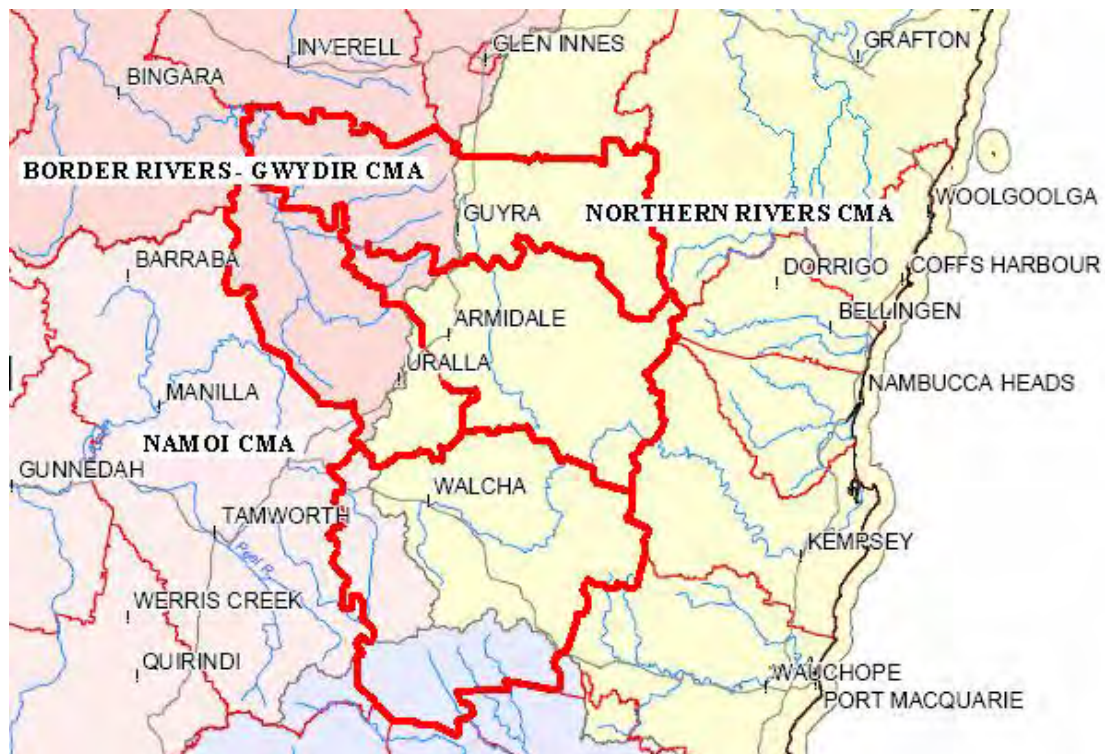 INVERELL
GLEN INNES
GRAFTON
BINGARA
BORDER RIVERS- GWYDIR CMA
WOOLGOOLGA
GUYRA
NORTHERN RIVERS CMA
BARRABA
DORRIGO
COFFS HARBOUR
ARMIDALE
BELLINGEN
URALLA
MANILLA
NAMBUCCA HEADS
NAMOI CMA
GUNNEDAH
WALCHA
TAMWORTH
KEMPSEY
Peel R.
WERRIS CREEK
QUIRINDI
WAUCHOPE
PORT MACQUARIE